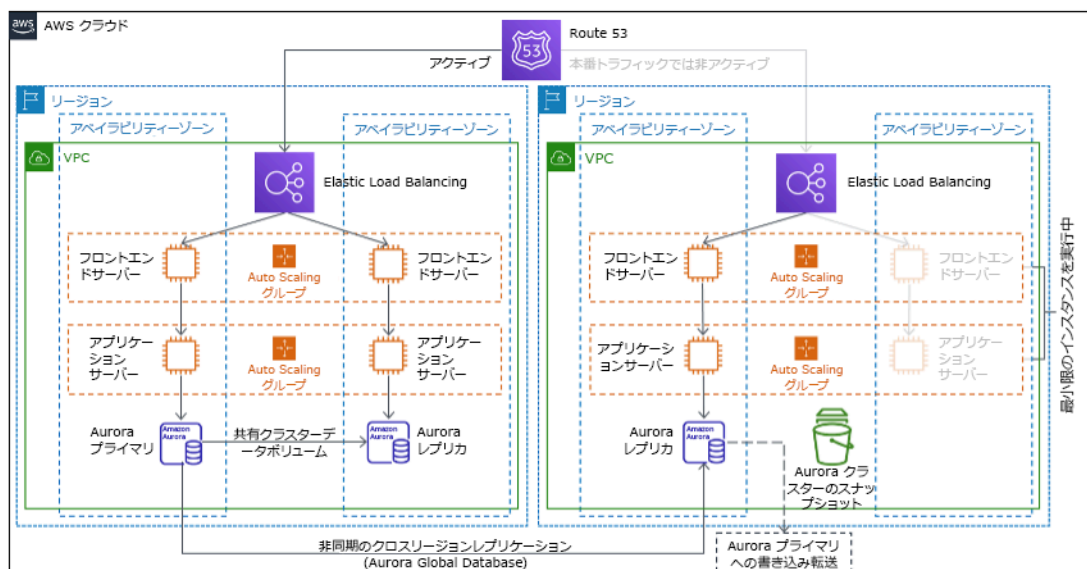 aws
AWS クラウド
Route 53
53
アクティブ
本番トラフィックでは非アクティブ
リージョン
アベイラビリティーゾーン
アベイラビリティーゾーン
VPC
Elastic Load Balancing
フロントエン
ドサーバー
Auto Scaling
グループ
フロントエン
ドサーバー
アプリケー
ション
サーバー
Auto Scaling
グループ
アプリケー
ション
サーバー
Aurora
プライマリ
Amazon
Aurora
共有クラスターデ
ータボリューム
Amazon
Aurora
Aurora
レプリカ
リージョン
アベイラビリティーゾーン
アベイラビリティーゾーン
VPC
Elastic Load Balancing
フロントエン
ドサーバー
Auto Scaling
グループ
フロントエン
ドサーバー
アプリケーシ
ョンサーバー
Auto Scaling
グループ
アプリケー
ション
サーバー
最小限のインスタンスを実行中
Aurora
レプリカ
Amazon
Aurora
Aurora クラ
スターのスナッ
プショット
非同期のクロスリージョンレプリケーション
(Aurora Global Database)
Aurora プライマリ
への書き込み転送